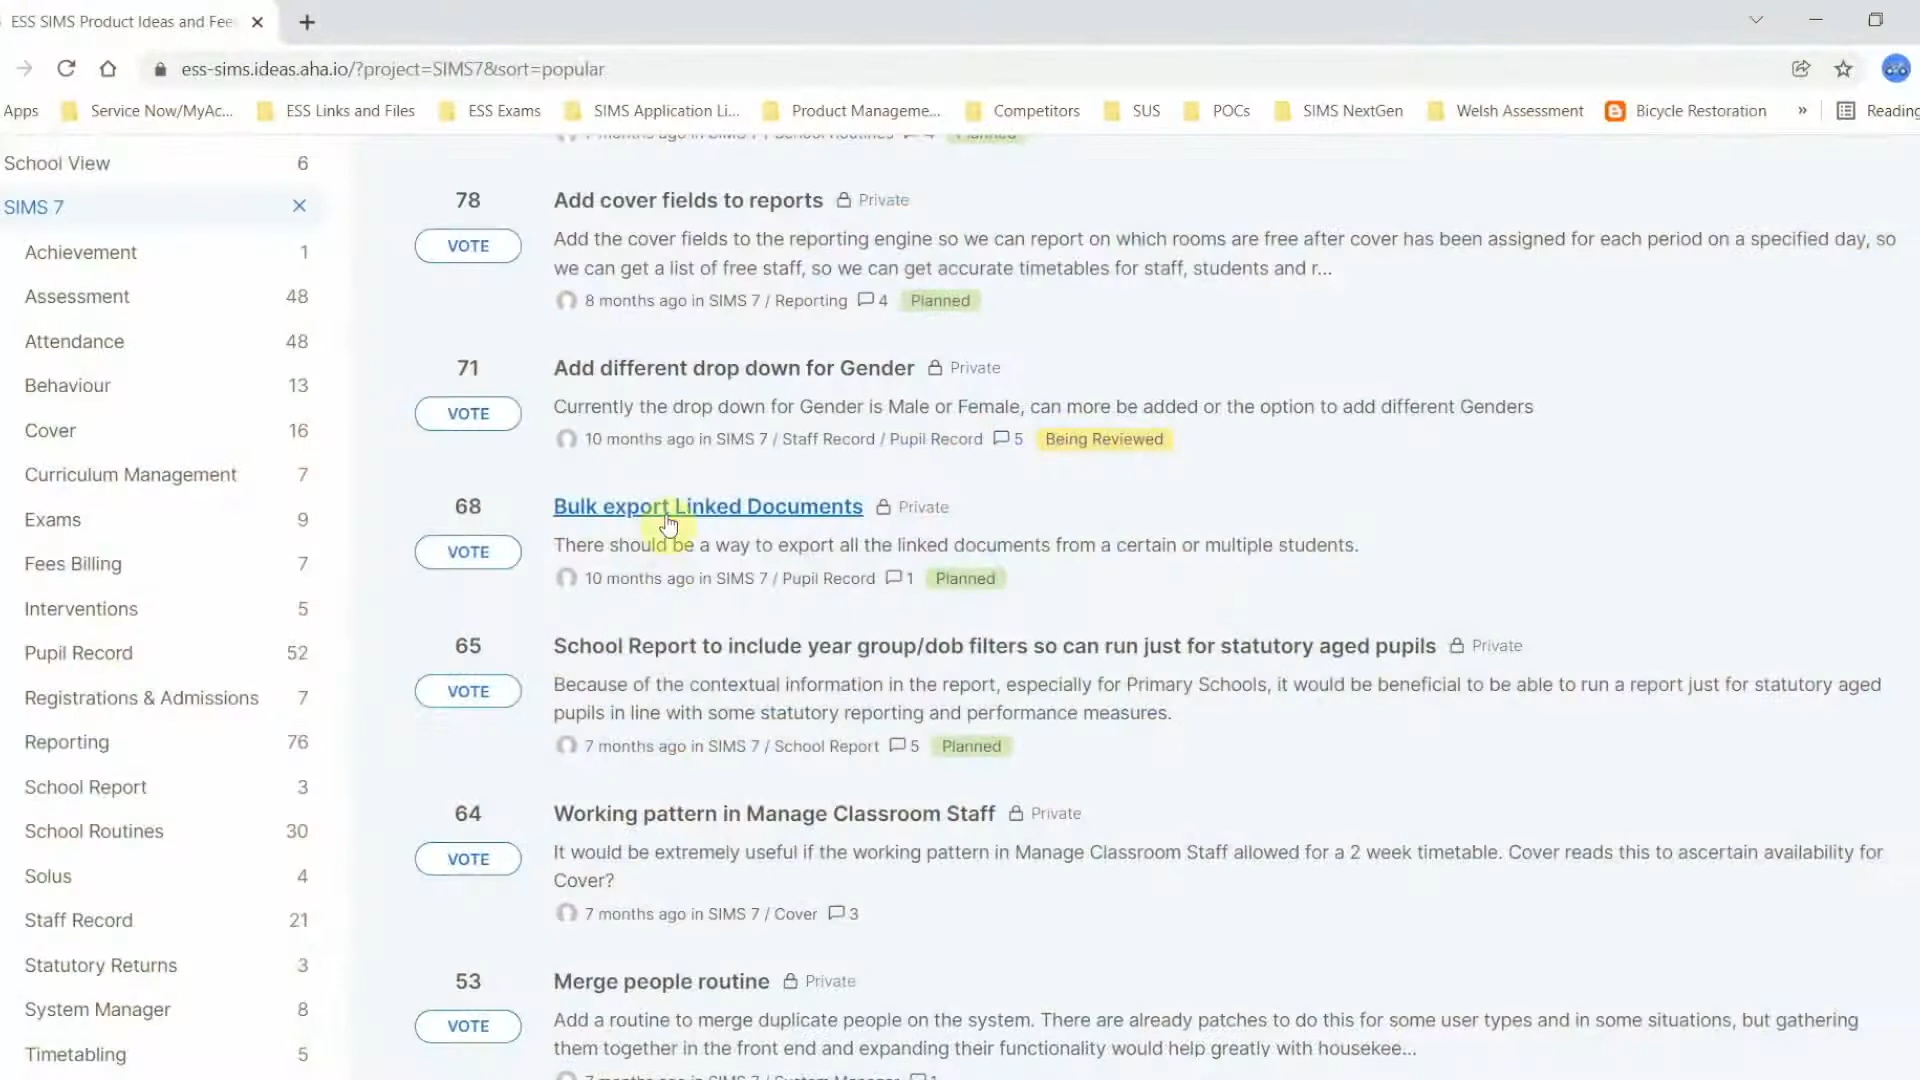 ESS SIMS Product Ideas and Fee
ess-sims.ideas.aha.io/?project=SIMS7&sort=popular
Apps
Service Now/MyAc...
ESS Links and Files
ESS Exams
SIMS Application Li...
Product Manageme...
Competitors
SUS
POCs
SIMS NextGen
Welsh Assessment
Bicycle Restoration
»
Reading
School View 6
SIMS 7
Achievement 1
Assessment 48
Attendance 48
Behaviour 13
Cover 16
Curriculum Management 7
Exams 9
Fees Billing 7
Interventions 5
Pupil Record 52
Registrations & Admissions 7
Reporting 76
School Report 3
School Routines 30
Solus 4
Staff Record 21
Statutory Returns 3
System Manager 8
Timetabling 5
7 months ago in SIMS 7 / School Routines 4 Planned
78 Add cover fields to reports Private
VOTE
Add the cover fields to the reporting engine so we can report on which rooms are free after cover has been assigned for each period on a specified day, so
we can get a list of free staff, so we can get accurate timetables for staff, students and r...
8 months ago in SIMS 7 / Reporting 4 Planned
71 Add different drop down for Gender Private
VOTE
Currently the drop down for Gender is Male or Female, can more be added or the option to add different Genders
10 months ago in SIMS 7 / Staff Record / Pupil Record 5 Being Reviewed
68 Bulk export Linked Documents Private
VOTE
There should be a way to export all the linked documents from a certain or multiple students.
10 months ago in SIMS 7 / Pupil Record 1 Planned
65 School Report to include year group/dob filters so can run just for statutory aged pupils Private
VOTE
Because of the contextual information in the report, especially for Primary Schools, it would be beneficial to be able to run a report just for statutory aged
pupils in line with some statutory reporting and performance measures.
7 months ago in SIMS 7 / School Report 5 Planned
64 Working pattern in Manage Classroom Staff Private
VOTE
It would be extremely useful if the working pattern in Manage Classroom Staff allowed for a 2 week timetable. Cover reads this to ascertain availability for
Cover?
7 months ago in SIMS 7 / Cover 3
53 Merge people routine Private
VOTE
Add a routine to merge duplicate people on the system. There are already patches to do this for some user types and in some situations, but gathering
them together in the front end and expanding their functionality would help greatly with housekee...
7 months ago in SIMS 7 / System Manager 1